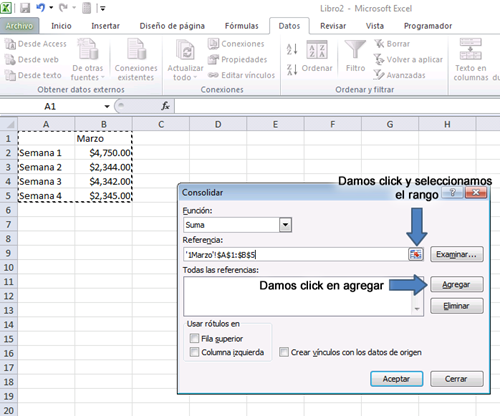 Libro2 - Microsoft Excel
Archivo Inicio Insertar Diseño de página Fórmulas Datos Revisar Vista Programador
Desde Access
Desde web
Desde texto
De otras fuentes
Conexiones existentes
Obtener datos externos
Actualizar todo
Conexiones
Propiedades
Editar vínculos
Conexiones
Ordenar
Filtro
Borrar
Volver a aplicar
Avanzadas
Ordenar y filtrar
Texto en columnas
A1
fx
A B C D E F G H
1 Marzo
2 Semana 1 $4,750.00
3 Semana 2 $2,344.00
4 Semana 3 $4,342.00
5 Semana 4 $2,345.00
6
7
8
9
10
11
12
13
14
15
16
17
18
Damos click y seleccionamos
el rango
Consolidar
Función:
Suma
Referencia:
'1Marzo'!$A$1:$B$5
Examinar...
Todas las referencias:
Damos click en agregar
Agregar
Eliminar
Usar rótulos en
Fila superior
Columna izquierda
Crear vínculos con los datos de origen
Aceptar
Cerrar